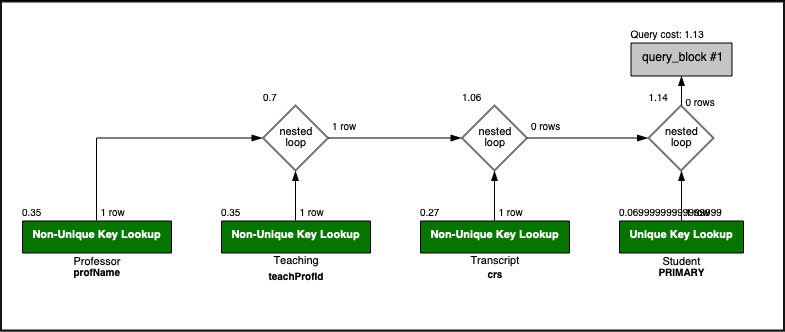 Query cost: 1.13
query_block #1
0.7
1.06
1.14
0 rows
nested
loop
1 row
nested
loop
0 rows
nested
loop
0.35
1 row
0.35
1 row
0.27
1 row
0.06999999999999999
1 row
Non-Unique Key Lookup
Non-Unique Key Lookup
Non-Unique Key Lookup
Unique Key Lookup
Professor
profName
Teaching
teachProfId
Transcript
crs
Student
PRIMARY